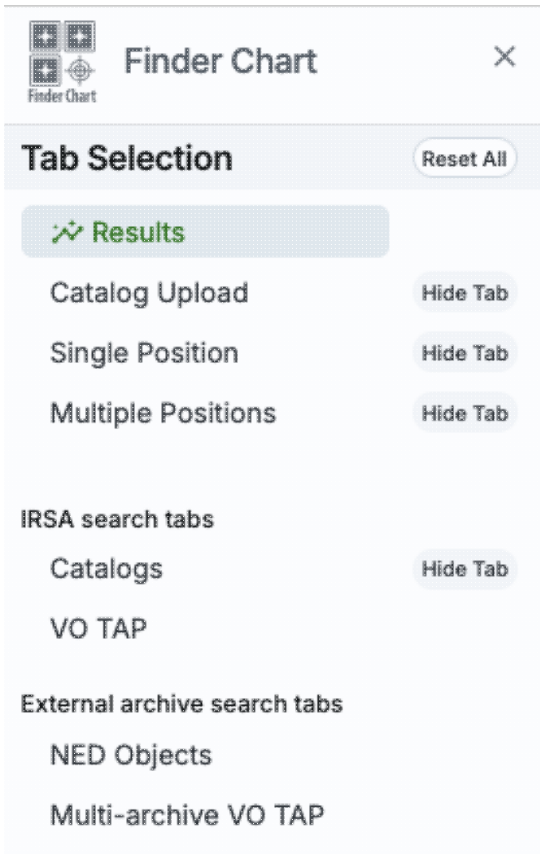 Finder Chart
Finder Chart
Tab Selection Reset All
Results
Catalog Upload Hide Tab
Single Position Hide Tab
Multiple Positions Hide Tab
IRSA search tabs
Catalogs Hide Tab
VO TAP
External archive search tabs
NED Objects
Multi-archive VO TAP